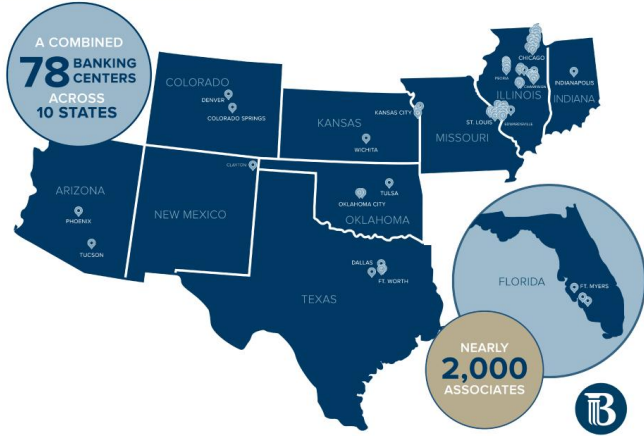 A COMBINED
78 BANKING CENTERS
ACROSS
10 STATES
COLORADO
DENVER
COLORADO SPRINGS
KANSAS
WICHITA
KANSAS CITY
MISSOURI
ST. LOUIS
EDWARDSVILLE
CHICAGO
PEORIA
CHAMPAIGN
ILLINOIS
INDIANAPOLIS
INDIANA
ARIZONA
PHOENIX
TUCSON
NEW MEXICO
CLAYTON
OKLAHOMA CITY
TULSA
OKLAHOMA
DALLAS
FT. WORTH
TEXAS
FLORIDA
FT. MYERS
NEARLY
2,000
ASSOCIATES
B